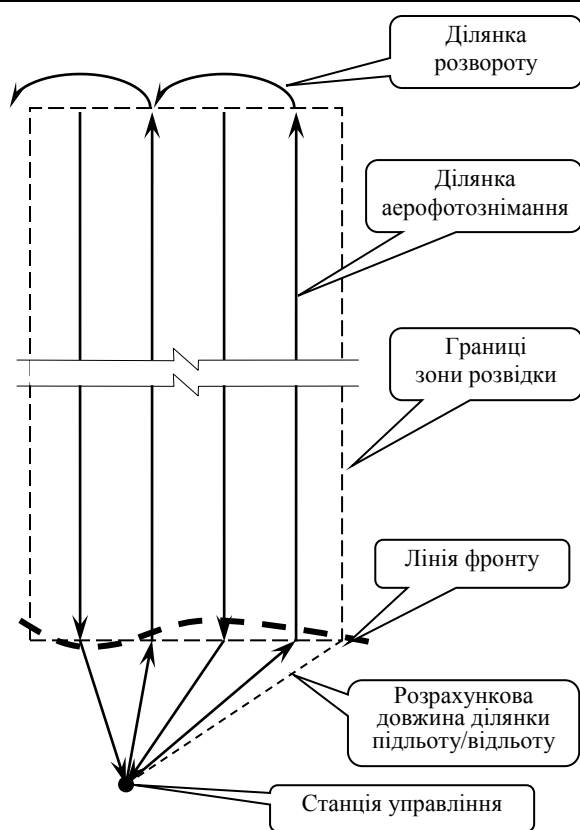 Ділянка
розвороту
Ділянка
аерофотознімання
Границі
зони розвідки
Лінія фронту
Розрахункова
довжина ділянки
підльоту/відльоту
Станція управління